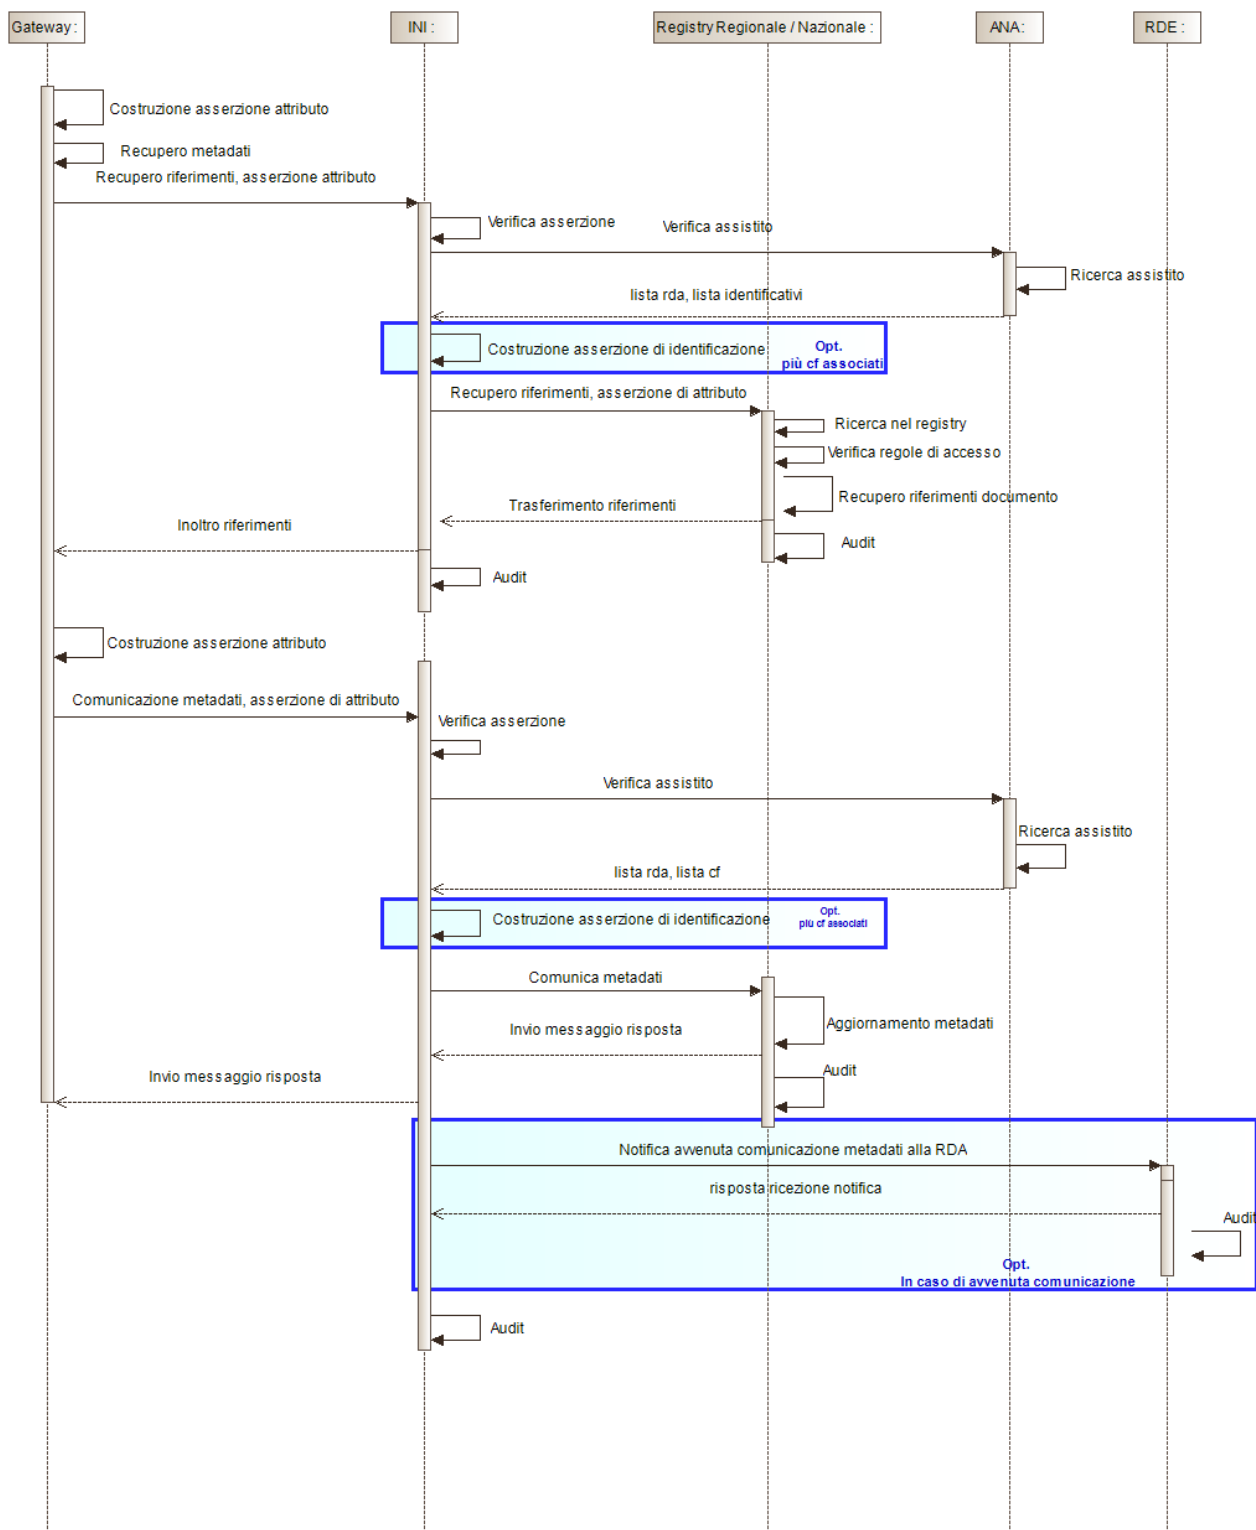 Gateway :
INI :
Registry Regionale / Nazionale :
ANA :
RDE :
Costruzione asserzione attributo
Recupero metadati
Recupero riferimenti, asserzione attributo
Verifica asserzione
Verifica assistito
Ricerca assistito
lista rda, lista identificativi
Costruzione asserzione di identificazione
Opt.
più cf associati
Recupero riferimenti, asserzione di attributo
Ricerca nel registry
Verifica regole di accesso
Recupero riferimenti documento
Trasferimento riferimenti
Inoltro riferimenti
Audit
Audit
Costruzione asserzione attributo
Comunicazione metadati, asserzione di attributo
Verifica asserzione
Verifica assistito
Ricerca assistito
lista rda, lista cf
Costruzione asserzione di identificazione
Opt.
più cf associati
Comunica metadati
Aggiornamento metadati
Invio messaggio risposta
Audit
Invio messaggio risposta
Notifica avvenuta comunicazione metadati alla RDA
risposta ricezione notifica
Audit
Opt.
In caso di avvenuta comunicazione
Audit